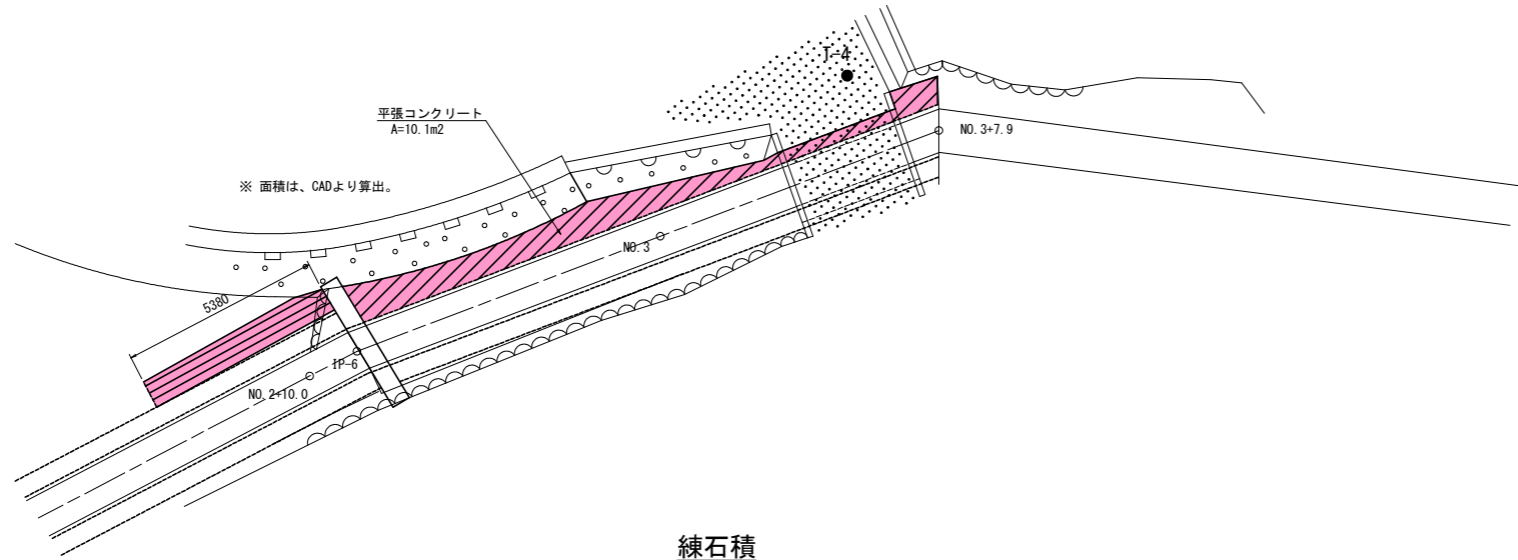 T-4
平張コンクリート
A=10.1m2
NO.3+7.9
※ 面積は、CADより算出。
NO.3
5380
IP-6
NO.2+10.0
練石積